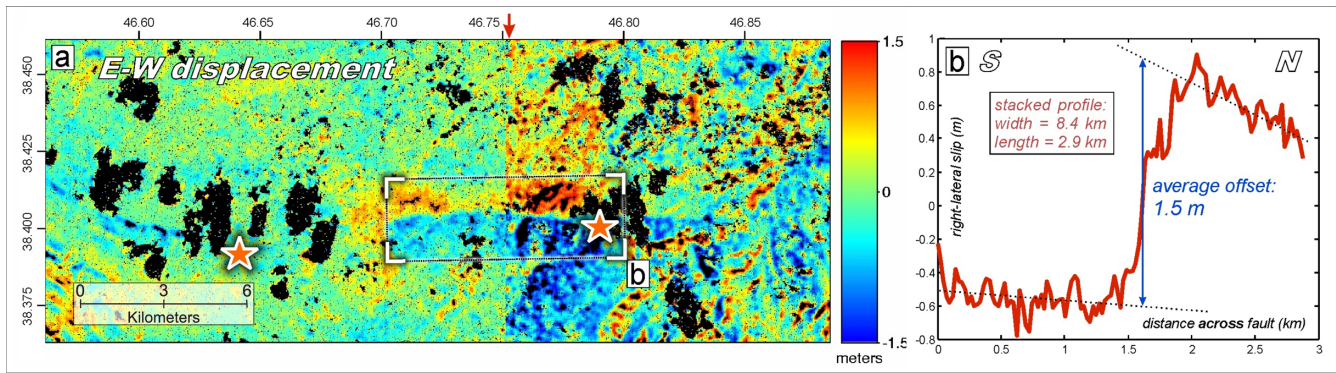 46.60 46.65 46.70 46.75 46.80 46.85
a
E-W displacement
38.450
38.425
38.400
38.375
b
0 3 6
Kilometers
1.5
0
-1.5
meters
b
S N
stacked profile:
width = 8.4 km
length = 2.9 km
average offset:
1.5 m
right-lateral slip (m)
distance across fault (km)
1
0.8
0.6
0.4
0.2
0
-0.2
-0.4
-0.6
-0.8
0 0.5 1 1.5 2 2.5 3